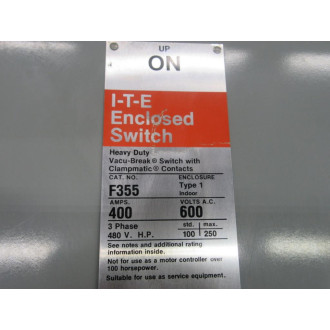 UP
ON
I-T-E
Enclosed
Switch
Heavy Duty
Vacu-Break® Switch with
Clampmatic® Contacts
CAT. NO. ENCLOSURE
F355 Type 1
Indoor
AMPS. VOLTS A.C.
400 600
3 Phase std. max.
480 V. H.P. 100 250
See notes and additional rating
information inside.
Not for use as a motor controller over
100 horsepower.
Suitable for use as service equipment.